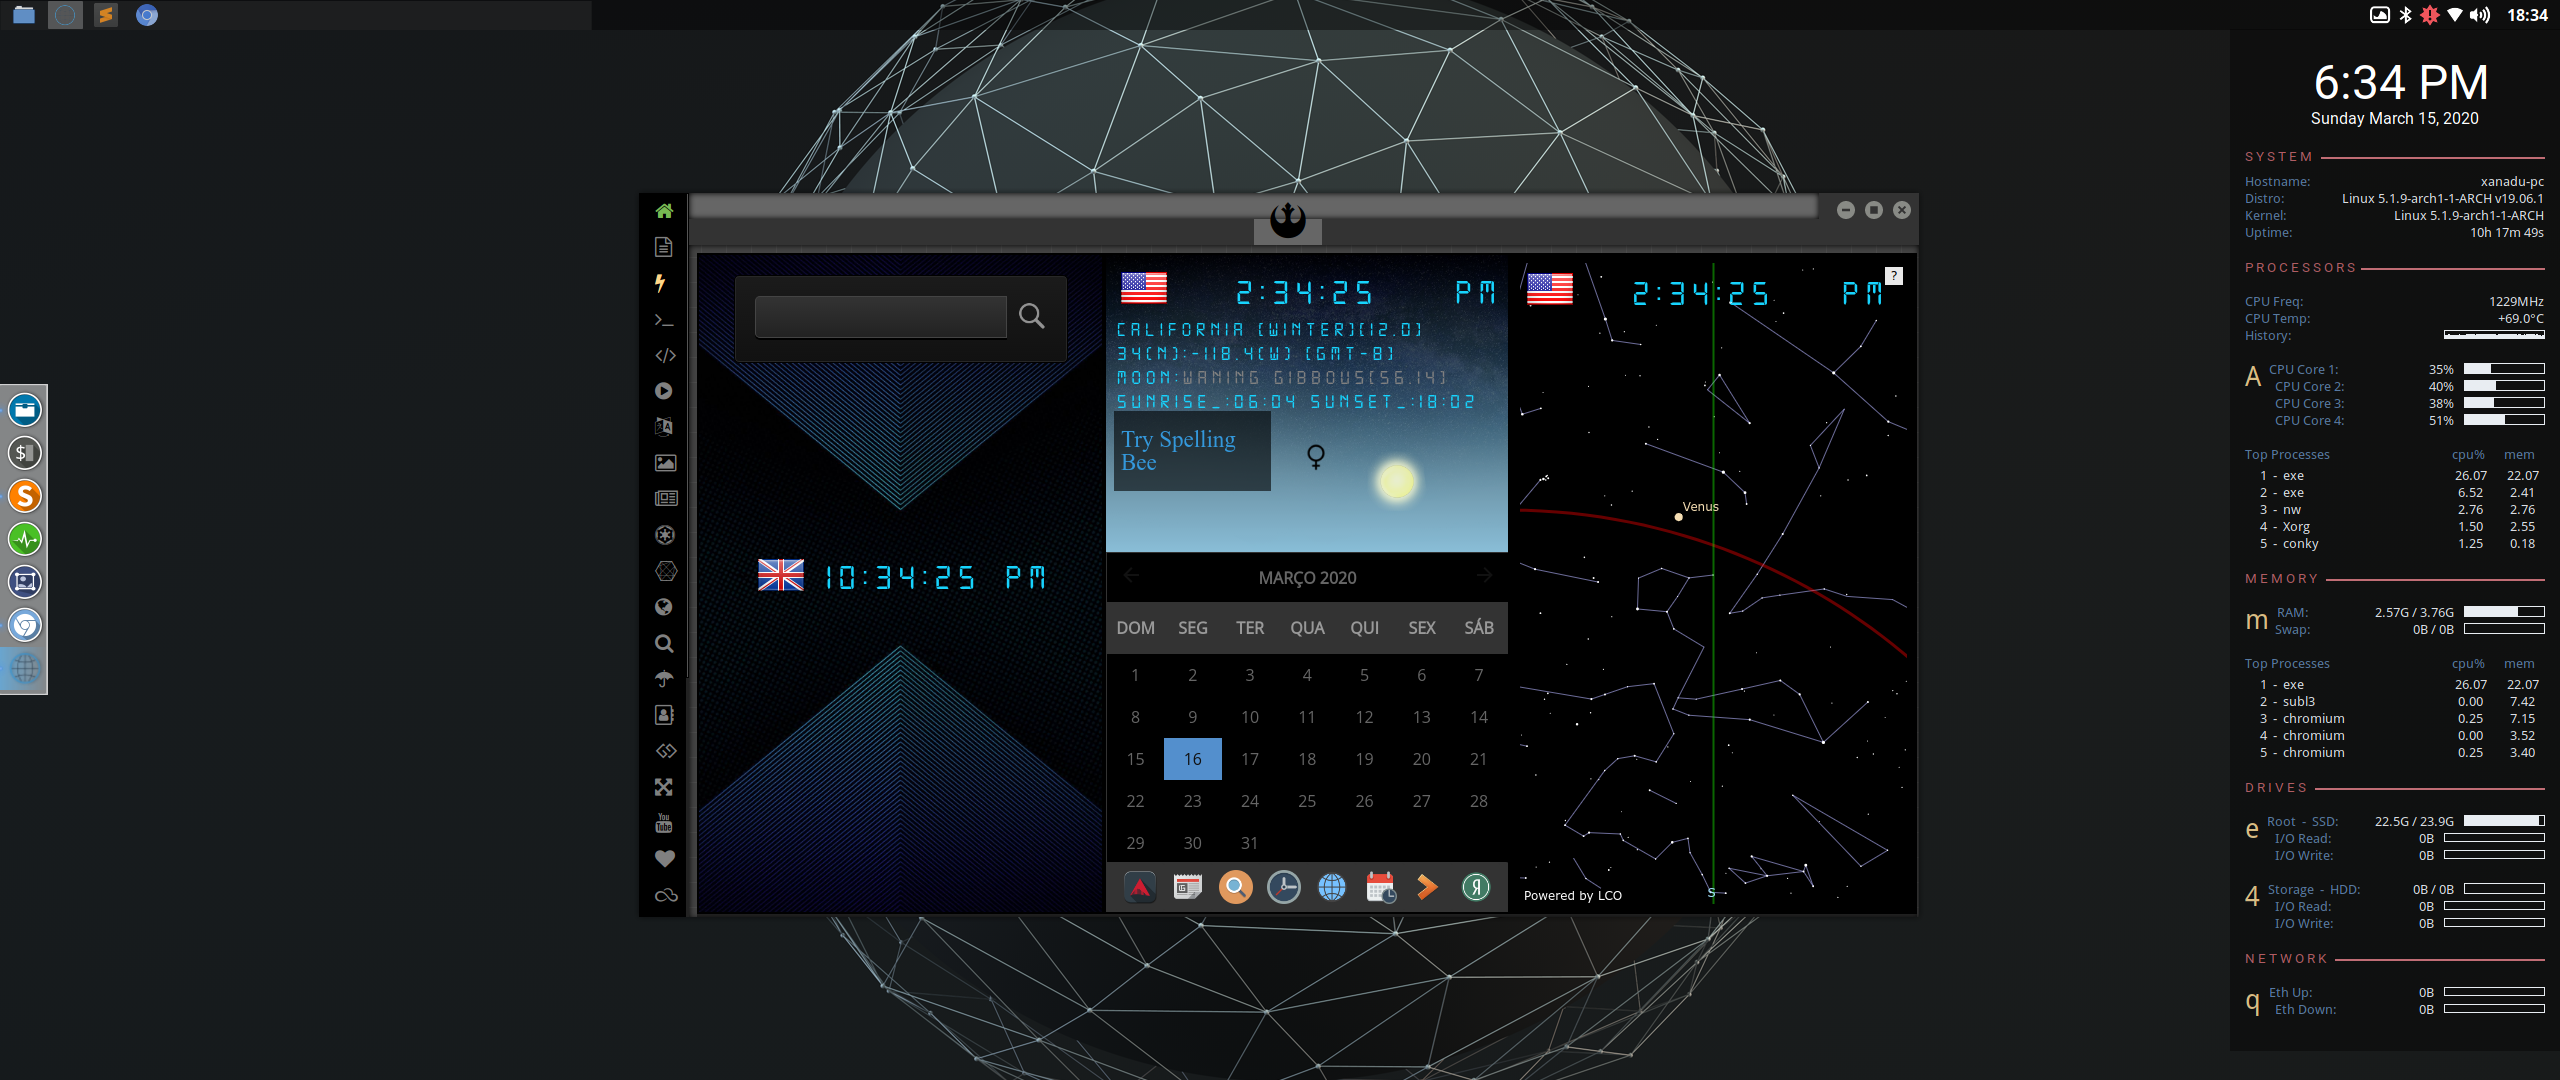 18:34
6:34 PM
Sunday March 15, 2020
SYSTEM
Hostname: xanadu-pc
Distro: Linux 5.1.9-arch1-1-ARCH v19.06.1
Kernel: Linux 5.1.9-arch1-1-ARCH
Uptime: 10h 17m 49s
PROCESSORS
CPU Freq: 1229MHz
CPU Temp: +69.0°C
History:
A CPU Core 1: 35%
CPU Core 2: 40%
CPU Core 3: 38%
CPU Core 4: 51%
Top Processes cpu% mem
1 - exe 26.07 22.07
2 - exe 6.52 2.41
3 - nw 2.76 2.76
4 - Xorg 1.50 2.55
5 - conky 1.25 0.18
MEMORY
m RAM: 2.57G / 3.76G
Swap: 0B / 0B
Top Processes cpu% mem
1 - exe 26.07 22.07
2 - subl3 0.00 7.42
3 - chromium 0.25 7.15
4 - chromium 0.00 3.52
5 - chromium 0.25 3.40
DRIVES
e Root - SSD: 22.5G / 23.9G
I/O Read: 0B
I/O Write: 0B
4 Storage - HDD: 0B / 0B
I/O Read: 0B
I/O Write: 0B
NETWORK
q Eth Up: 0B
Eth Down: 0B
10:34:25 PM
2:34:25 PM
CALIFORNIA (WINTER)(12.0)
34(N):-118.4(W) (GMT-8)
MOON:WANING GIBBOUS(56.14)
SUNRISE_:06:04 SUNSET_:18:02
Try Spelling
Bee
♀
MARÇO 2020
DOM SEG TER QUA QUI SEX SÁB
1 2 3 4 5 6 7
8 9 10 11 12 13 14
15 16 17 18 19 20 21
22 23 24 25 26 27 28
29 30 31
2:34:25 PM
?
Venus
Powered by LCO
S
You
Tube